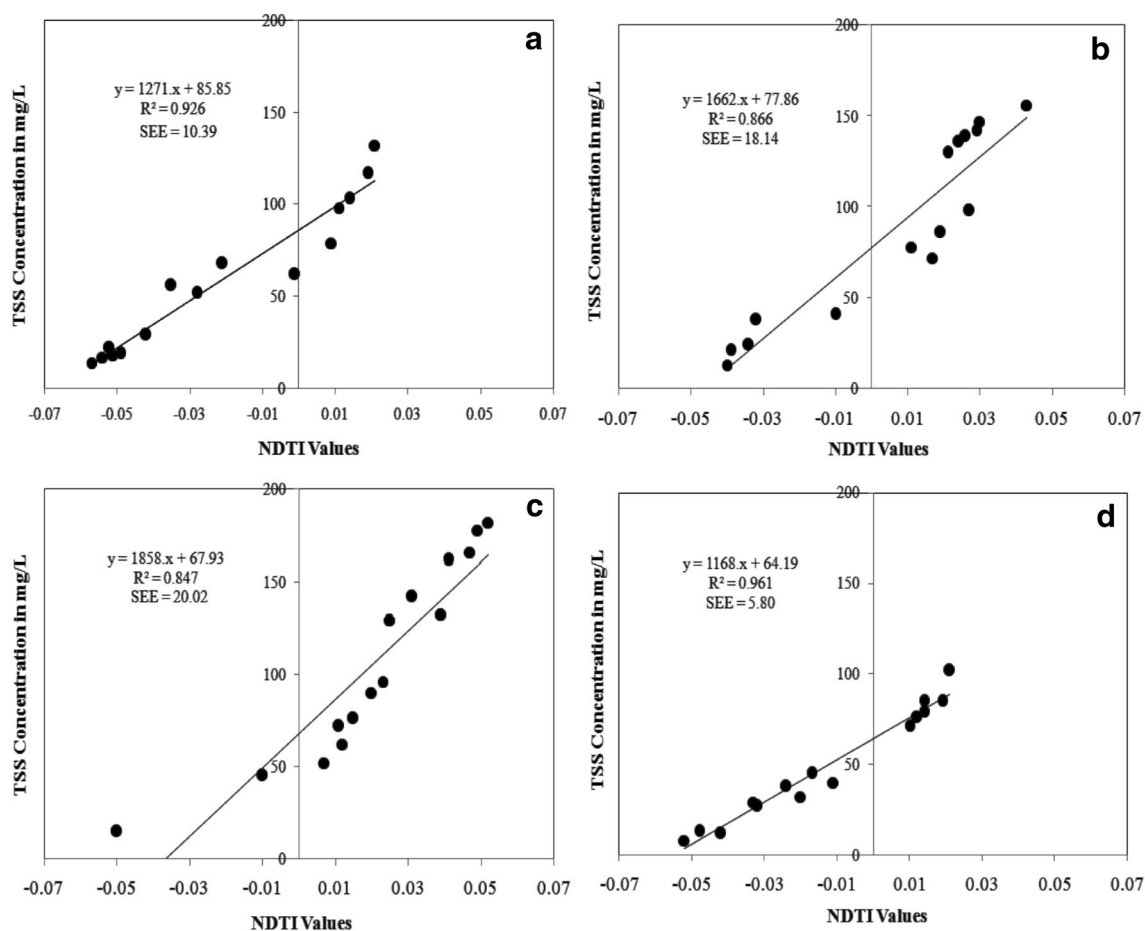 a
200
150
100
50
0
TSS Concentration in mg/L
y = 1271.x + 85.85
R² = 0.926
SEE = 10.39
-0.07 -0.05 -0.03 -0.01 0.01 0.03 0.05 0.07
NDTI Values
b
200
150
100
50
0
TSS Concentration in mg/L
y = 1662.x + 77.86
R² = 0.866
SEE = 18.14
-0.07 -0.05 -0.03 -0.01 0.01 0.03 0.05 0.07
NDTI Values
c
200
150
100
50
0
TSS Concentration in mg/L
y = 1858.x + 67.93
R² = 0.847
SEE = 20.02
-0.07 -0.05 -0.03 -0.01 0.01 0.03 0.05 0.07
NDTI Values
d
200
150
100
50
0
TSS Concentration in mg/L
y = 1168.x + 64.19
R² = 0.961
SEE = 5.80
-0.07 -0.05 -0.03 -0.01 0.01 0.03 0.05 0.07
NDTI Values